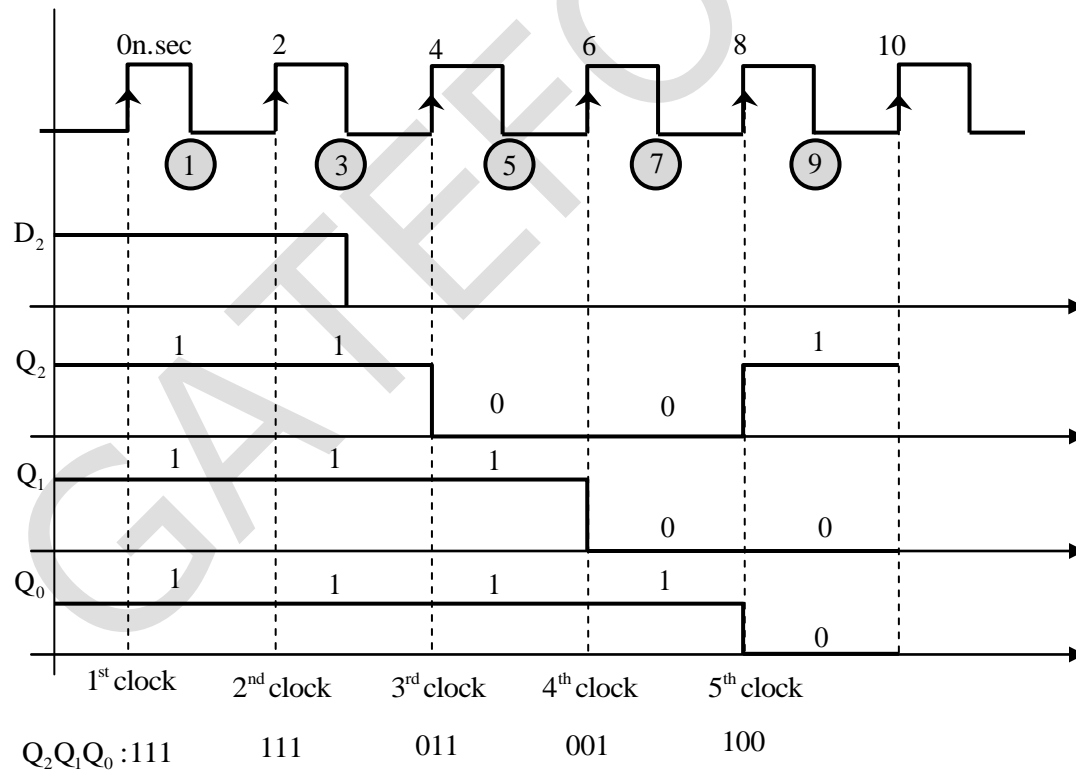 0n.sec 2 4 6 8 10
1 3 5 7 9
D₂
Q₂ 1 1 0 0 1
Q₁ 1 1 1 0 0
Q₀ 1 1 1 1 0
1ˢᵗ clock 2ⁿᵈ clock 3ʳᵈ clock 4ᵗʰ clock 5ᵗʰ clock
Q₂Q₁Q₀ :111 111 011 001 100
GATEFO